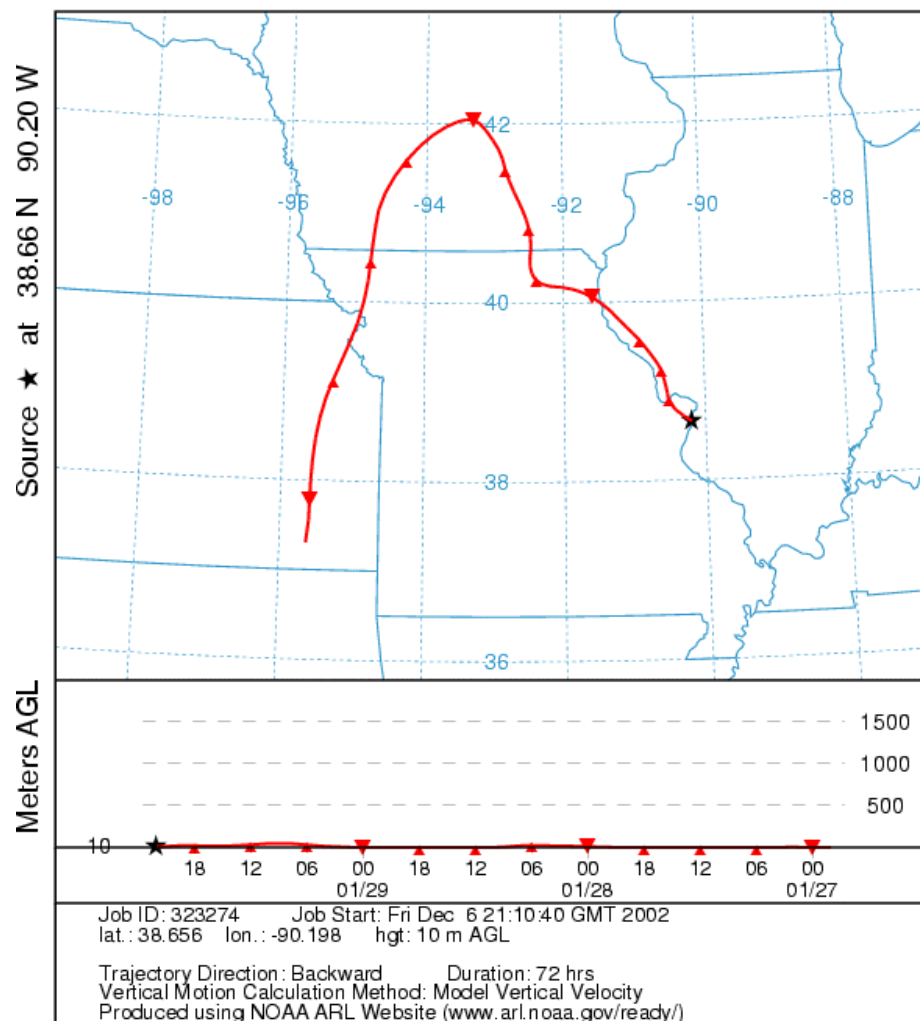 Source ★ at 38.66 N 90.20 W
42
-98
-96
-94
-92
-90
-88
40
38
36
Meters AGL
1500
1000
500
10
18 12 06 00 18 12 06 00 18 12 06 00
01/29 01/28 01/27
Job ID: 323274 Job Start: Fri Dec 6 21:10:40 GMT 2002
lat.: 38.656 lon.: -90.198 hgt: 10 m AGL
Trajectory Direction: Backward Duration: 72 hrs
Vertical Motion Calculation Method: Model Vertical Velocity
Produced using NOAA ARL Website (www.arl.noaa.gov/ready/)